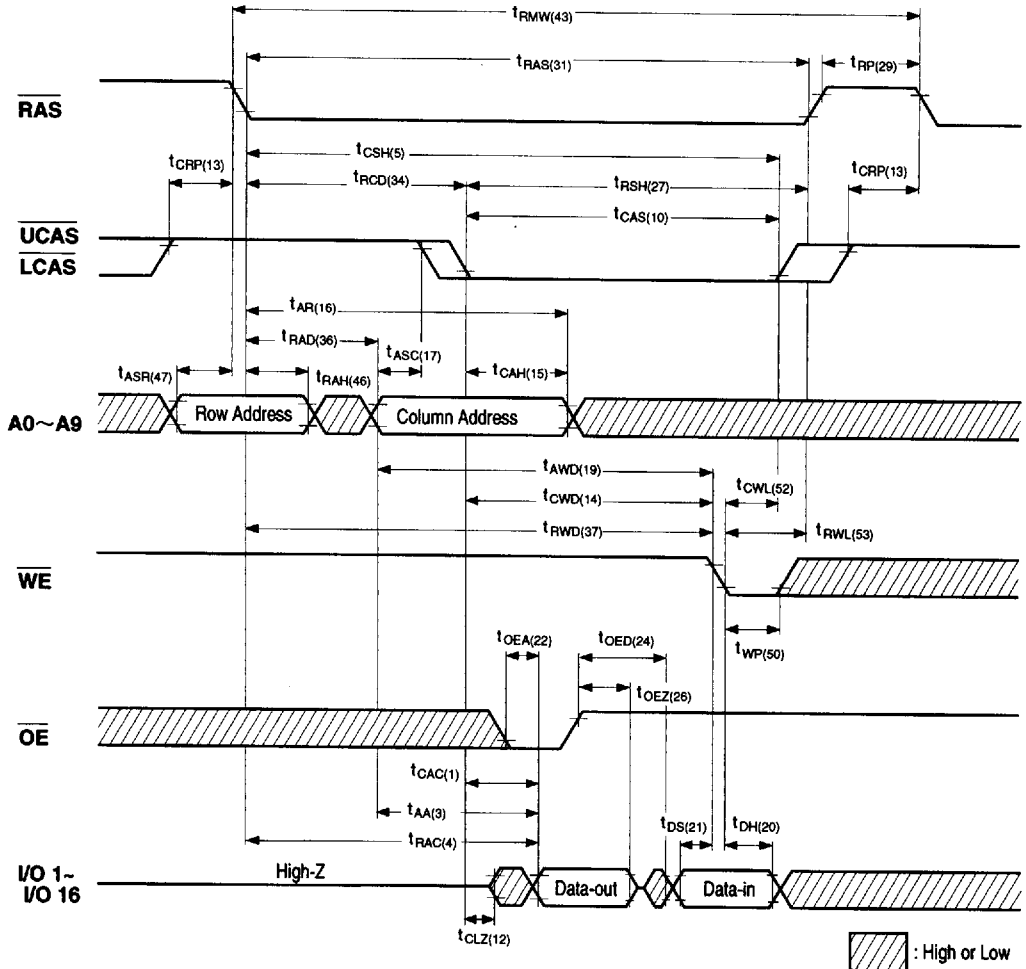 tRMW(43)
tRAS(31)
tRP(29)
RAS
tCSH(5)
tCRP(13)
tRCD(34)
tRSH(27)
tCRP(13)
tCAS(10)
UCAS
LCAS
tAR(16)
tRAD(36)
tASC(17)
tASR(47)
tRAH(46)
tCAH(15)
A0~A9
Row Address
Column Address
tAWD(19)
tCWL(52)
tCWD(14)
tRWD(37)
tRWL(53)
WE
tOEA(22)
tOED(24)
tWP(50)
tOEZ(26)
OE
tCAC(1)
tAA(3)
tDS(21)
tDH(20)
tRAC(4)
I/O 1~
I/O 16
High-Z
Data-out
Data-in
tCLZ(12)
: High or Low